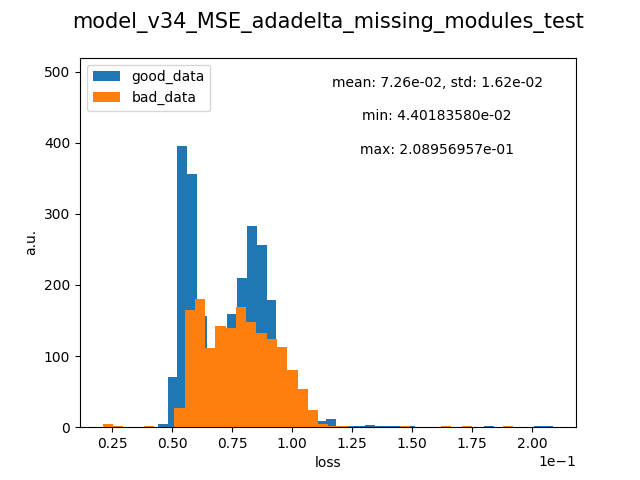 model_v34_MSE_adadelta_missing_modules_test
good_data
bad_data
mean: 7.26e-02, std: 1.62e-02
min: 4.40183580e-02
max: 2.08956957e-01
500
400
300
200
100
0
a.u.
0.25 0.50 0.75 1.00 1.25 1.50 1.75 2.00
loss
1e−1